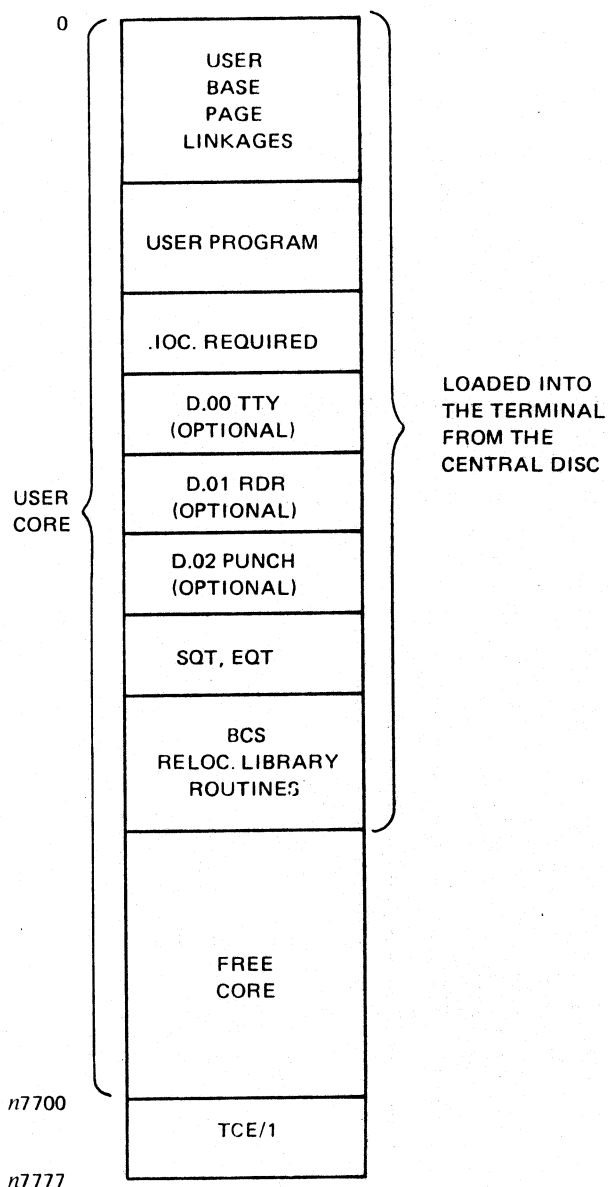 0
USER
BASE
PAGE
LINKAGES
USER PROGRAM
.IOC. REQUIRED
D.00 TTY
(OPTIONAL)
D.01 RDR
(OPTIONAL)
D.02 PUNCH
(OPTIONAL)
SQT, EQT
BCS
RELOC. LIBRARY
ROUTINES
FREE
CORE
TCE/1
USER
CORE
LOADED INTO
THE TERMINAL
FROM THE
CENTRAL DISC
n7700
n7777